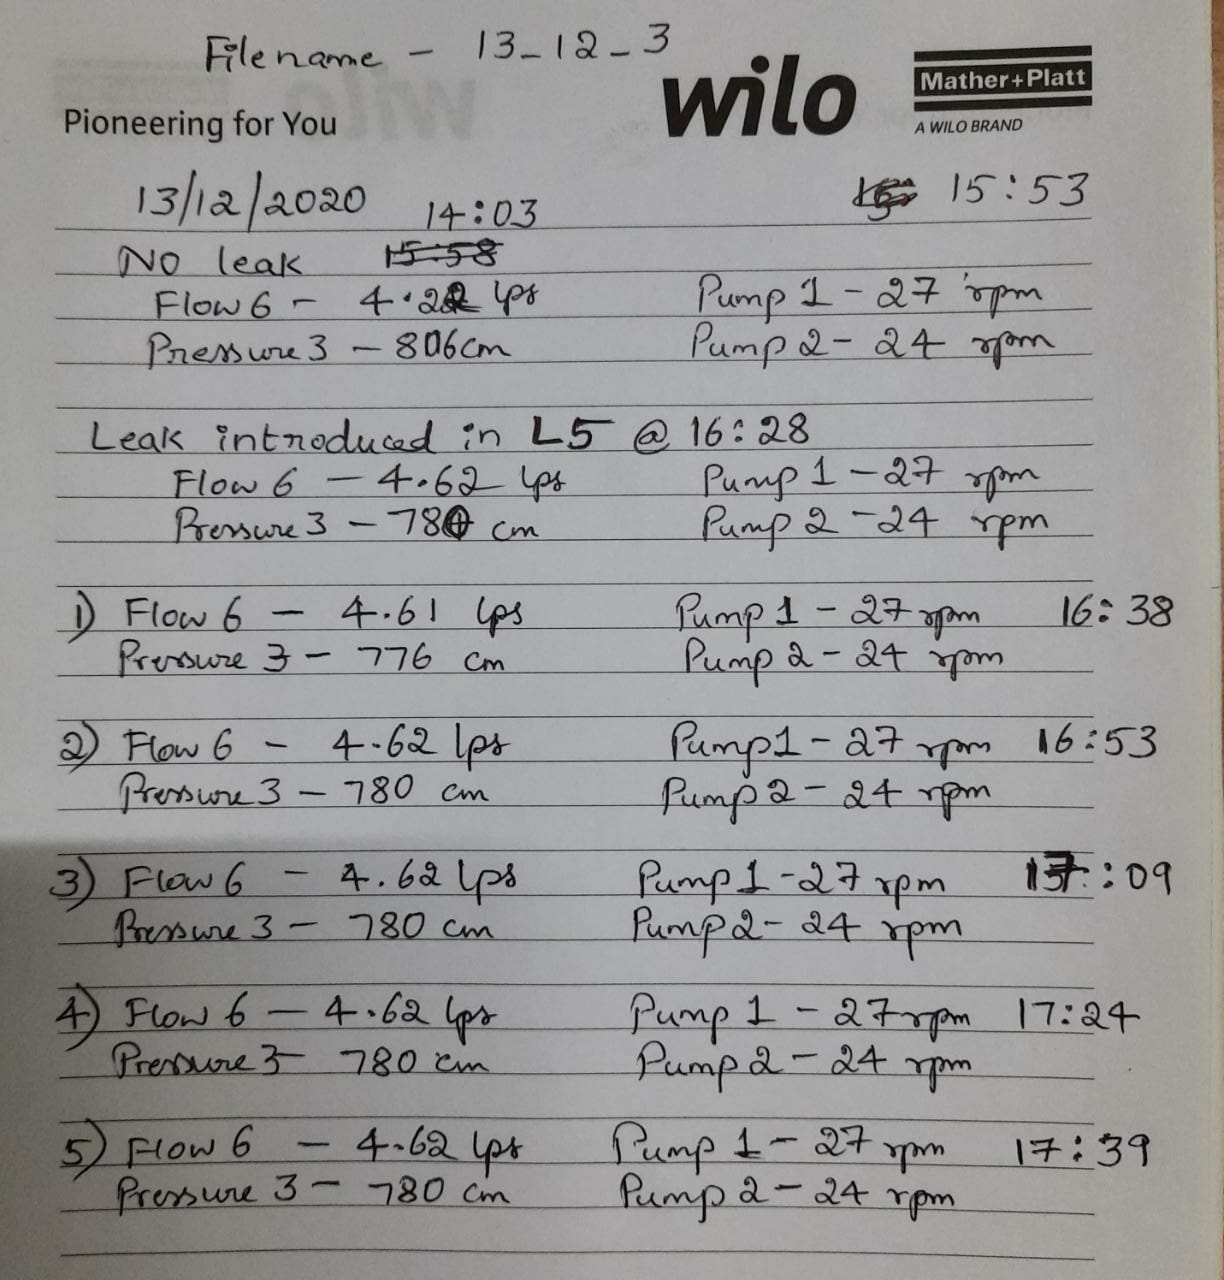 Filename - 13_12_3
Pioneering for You
wilo
Mather+Platt
A WILO BRAND
13/12/2020 14:03 15:53
No leak 15:58
Flow 6 - 4.22 lps Pump 1 - 27 rpm
Pressure 3 - 806cm Pump 2 - 24 rpm
Leak introduced in L5 @ 16:28
Flow 6 - 4.62 lps Pump 1 - 27 rpm
Pressure 3 - 780 cm Pump 2 - 24 rpm
1) Flow 6 - 4.61 lps Pump 1 - 27 rpm 16:38
Pressure 3 - 776 cm Pump 2 - 24 rpm
2) Flow 6 - 4.62 lps Pump 1 - 27 rpm 16:53
Pressure 3 - 780 cm Pump 2 - 24 rpm
3) Flow 6 - 4.62 lps Pump 1 - 27 rpm 17:09
Pressure 3 - 780 cm Pump 2 - 24 rpm
4) Flow 6 - 4.62 lps Pump 1 - 27 rpm 17:24
Pressure 3 - 780 cm Pump 2 - 24 rpm
5) Flow 6 - 4.62 lps Pump 1 - 27 rpm 17:39
Pressure 3 - 780 cm Pump 2 - 24 rpm